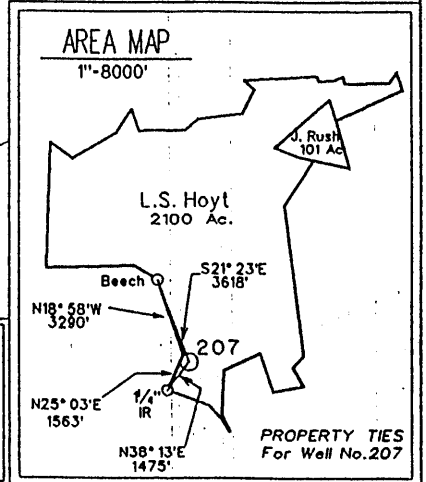 AREA MAP
1"-8000'
J. Rush
101 Ac
L.S. Hoyt
2100 Ac.
Beech
S21° 23'E
3618'
N18° 58'W
3290'
207
N25° 03'E
1563'
1/4"
IR
N38° 13'E
1475'
PROPERTY TIES
For Well No.207